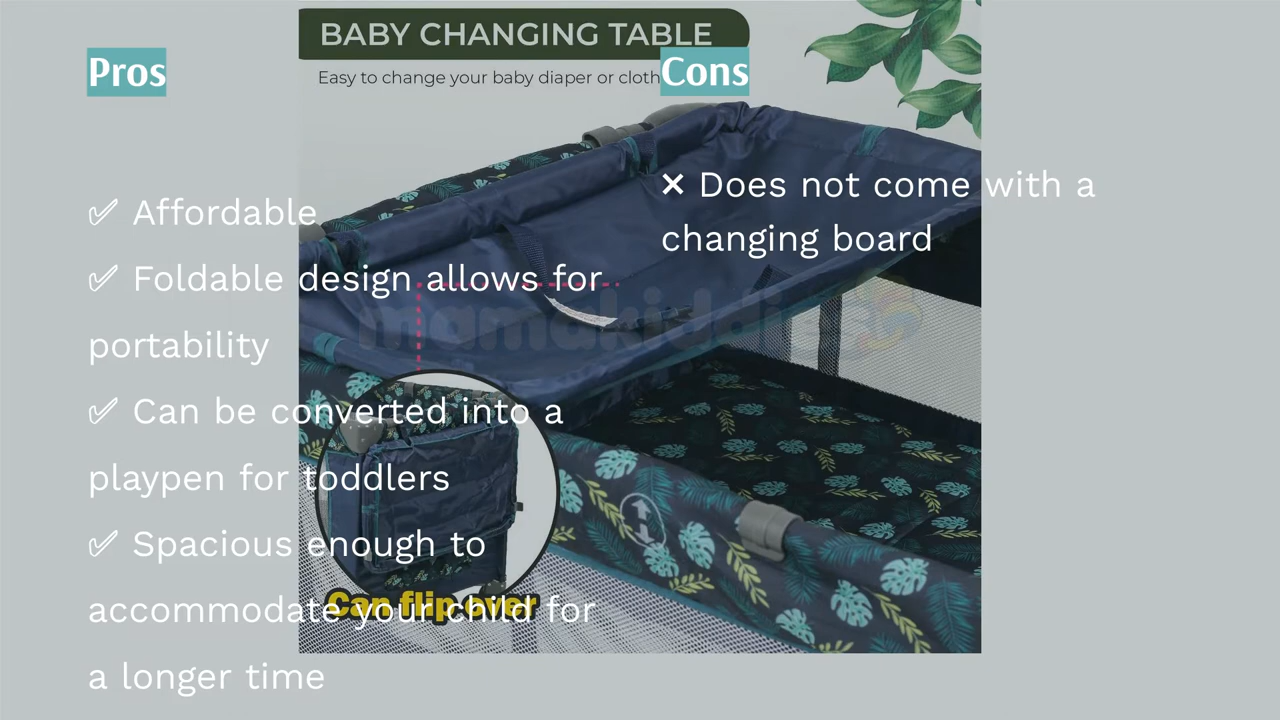 BABY CHANGING TABLE
Easy to change your baby diaper or cloth
Pros
✅ Affordable
✅ Foldable design allows for
portability
✅ Can be converted into a
playpen for toddlers
✅ Spacious enough to
accommodate your child for
a longer time
Cons
❌ Does not come with a
changing board
mamakiddies
Can flip over